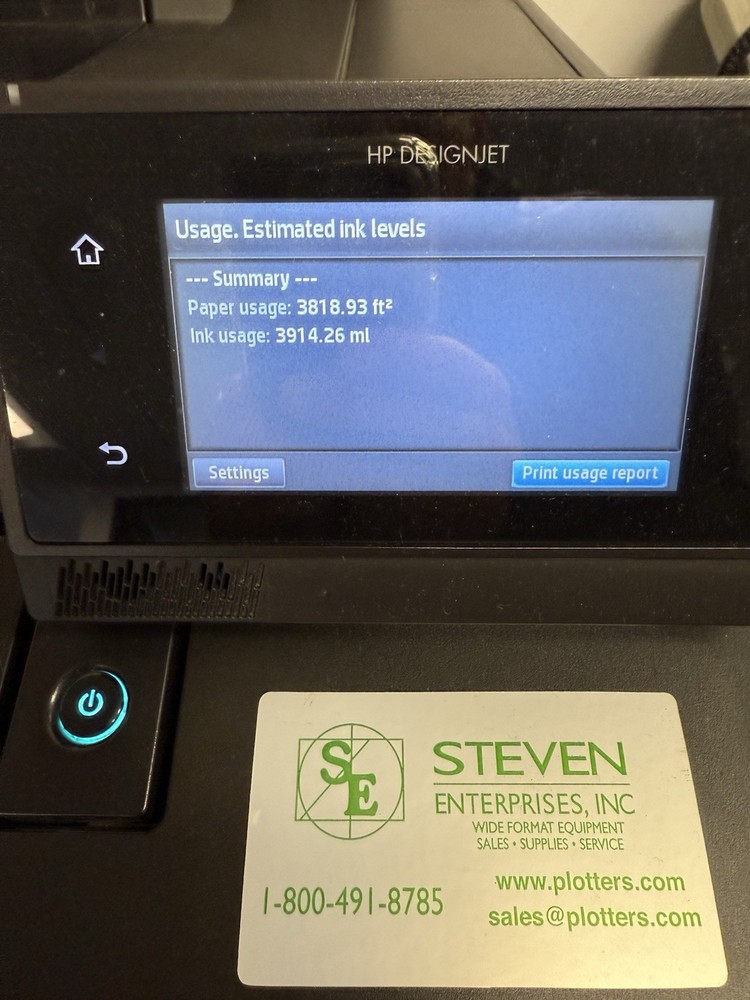 HP DESIGNJET
Usage. Estimated ink levels
--- Summary ---
Paper usage: 3818.93 ft²
Ink usage: 3914.26 ml
Settings
Print usage report
SE
STEVEN
ENTERPRISES, INC
WIDE FORMAT EQUIPMENT
SALES • SUPPLIES • SERVICE
1-800-491-8785
www.plotters.com
sales@plotters.com